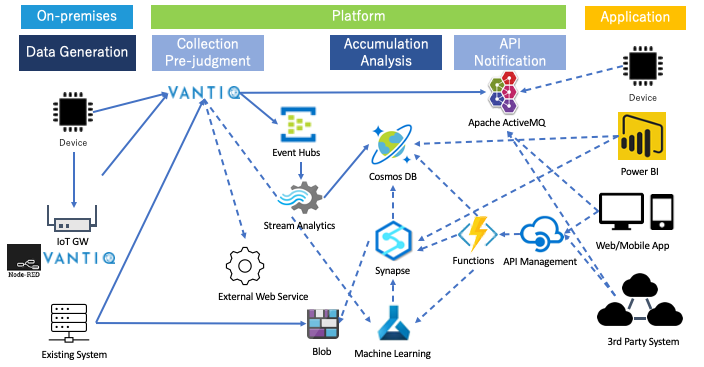 On-premises
Platform
Application
Data Generation
Collection
Pre-judgment
Accumulation
Analysis
API
Notification
VANTIQ
Device
Event Hubs
Apache ActiveMQ
Device
Cosmos DB
Power BI
Stream Analytics
IoT GW
Node-RED
VANTIQ
External Web Service
Synapse
Functions
API Management
Web/Mobile App
Existing System
Blob
Machine Learning
3rd Party System